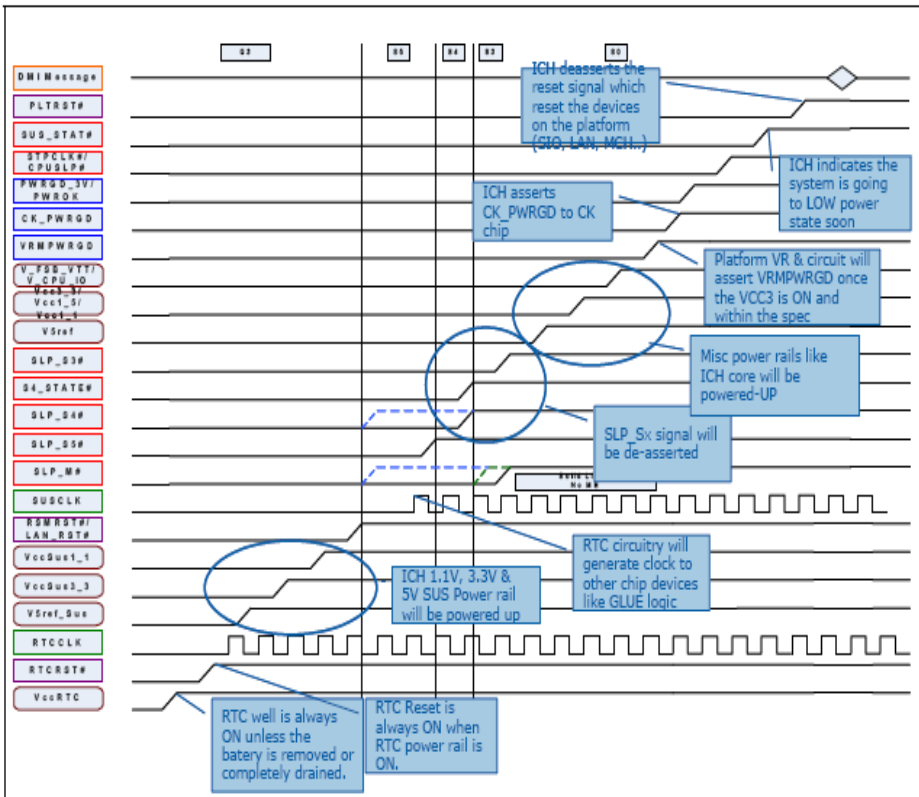 G3
S5
S4
S3
S0
DMI Message
PLTRST#
SUS_STAT#
STPCLK#/
CPUSLP#
PWRGD_3V/
PWROK
CK_PWRGD
VRMPWRGD
V_FSB_VTT/
V_CPU_IO
Vcc3_3/
Vcc1_5/
Vcc1_1
V5ref
SLP_S3#
S4_STATE#
SLP_S4#
SLP_S5#
SLP_M#
SUSCLK
RSMRST#/
LAN_RST#
VccSus1_1
VccSus3_3
V5ref_Sus
RTCCLK
RTCRST#
VccRTC
ICH deasserts the
reset signal which
reset the devices
on the platform
(SIO, LAN, MCH..)
ICH indicates the
system is going
to LOW power
state soon
ICH asserts
CK_PWRGD to CK
chip
Platform VR & circuit will
assert VRMPWRGD once
the VCC3 is ON and
within the spec
Misc power rails like
ICH core will be
powered-UP
SLP_Sx signal will
be de-asserted
No
RTC circuitry will
generate clock to
other chip devices
like GLUE logic
ICH 1.1V, 3.3V &
5V SUS Power rail
will be powered up
RTC well is always
ON unless the
batery is removed or
completely drained.
RTC Reset is
always ON when
RTC power rail is
ON.